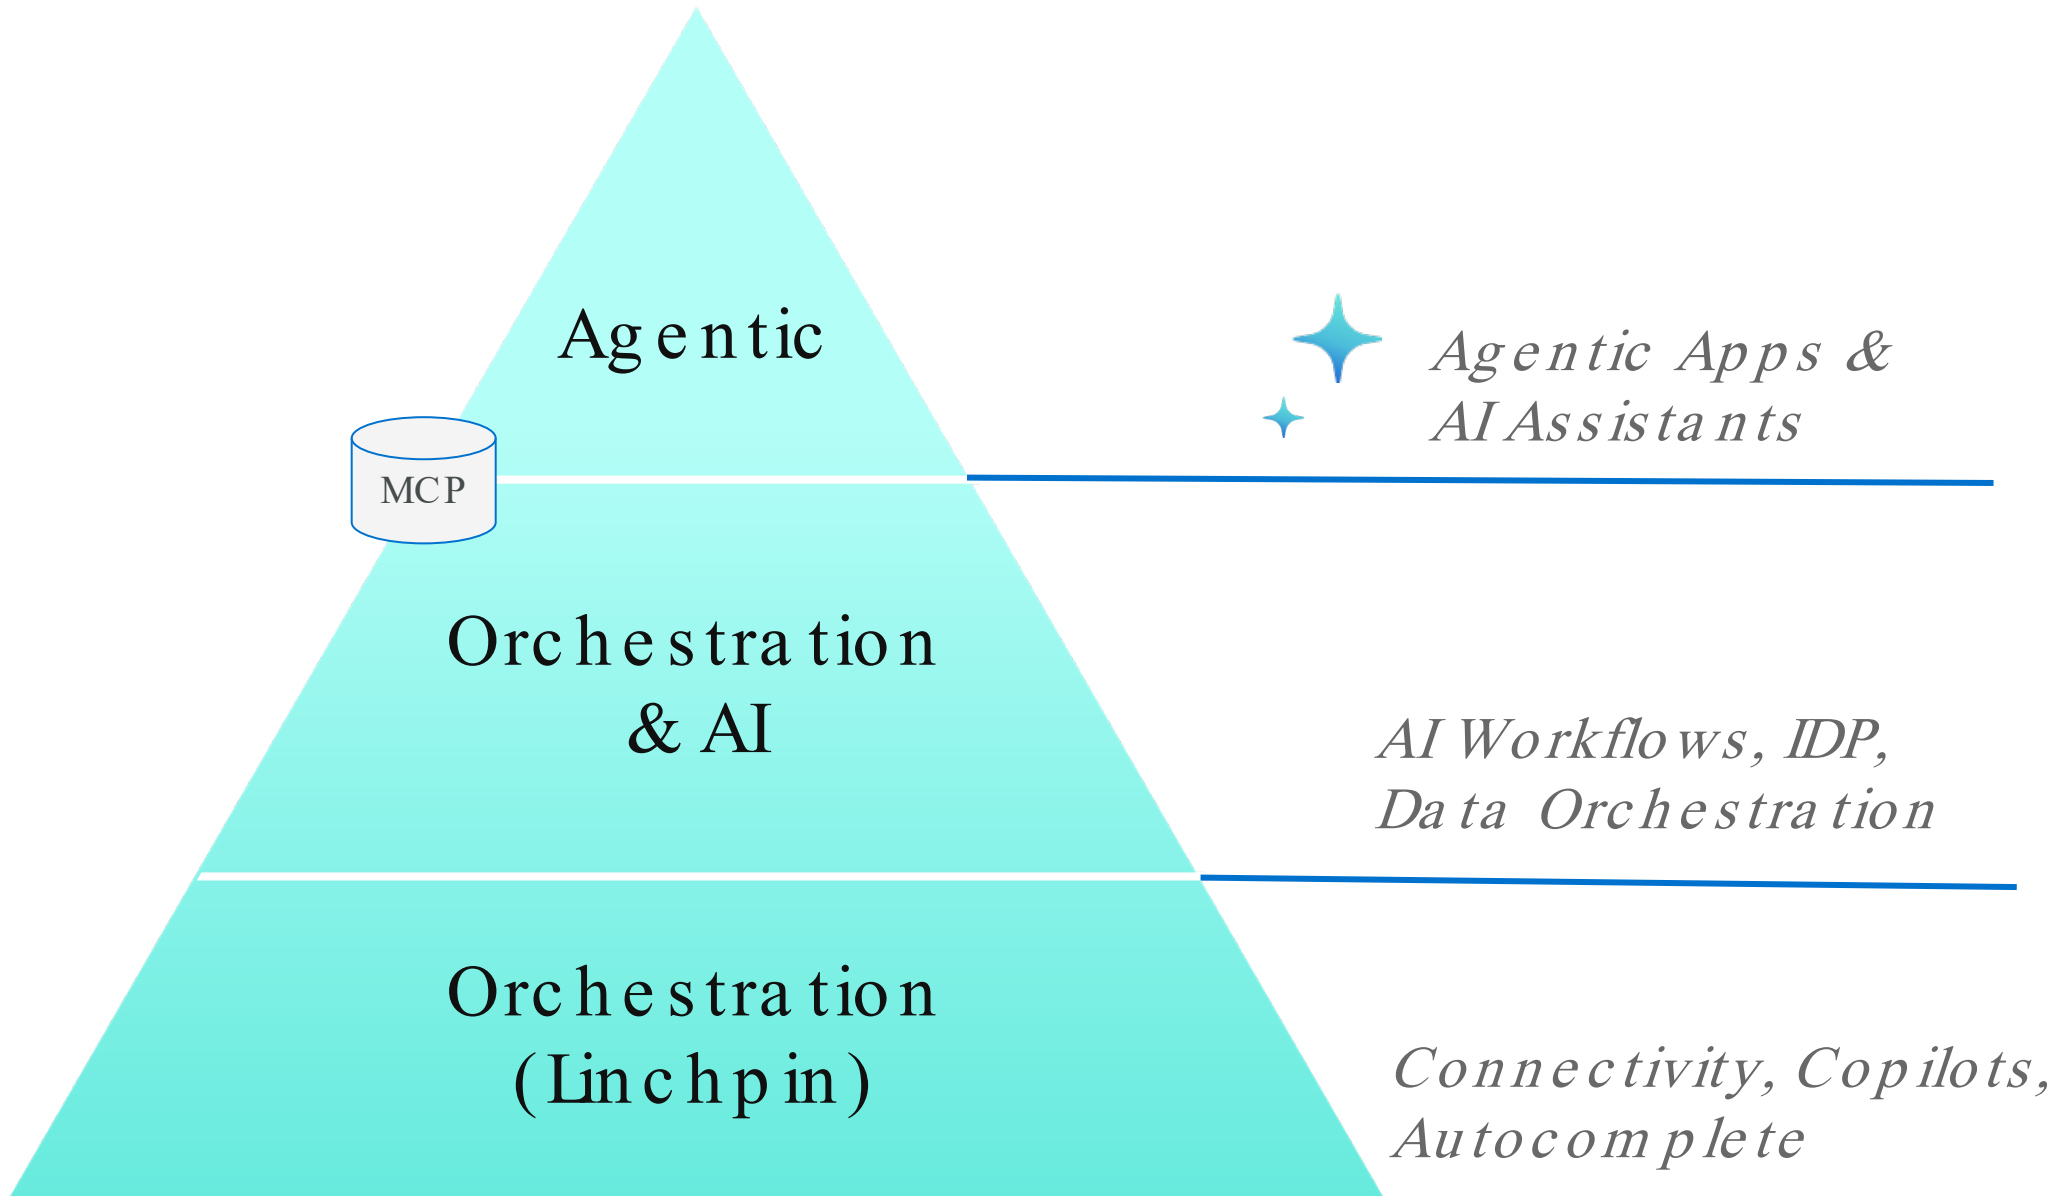 Agentic
Agentic Apps &
AI Assistants
MCP
Orchestration
& AI
AI Workflows, IDP,
Data Orchestration
Orchestration
(Linchpin)
Connectivity, Copilots,
Autocomplete